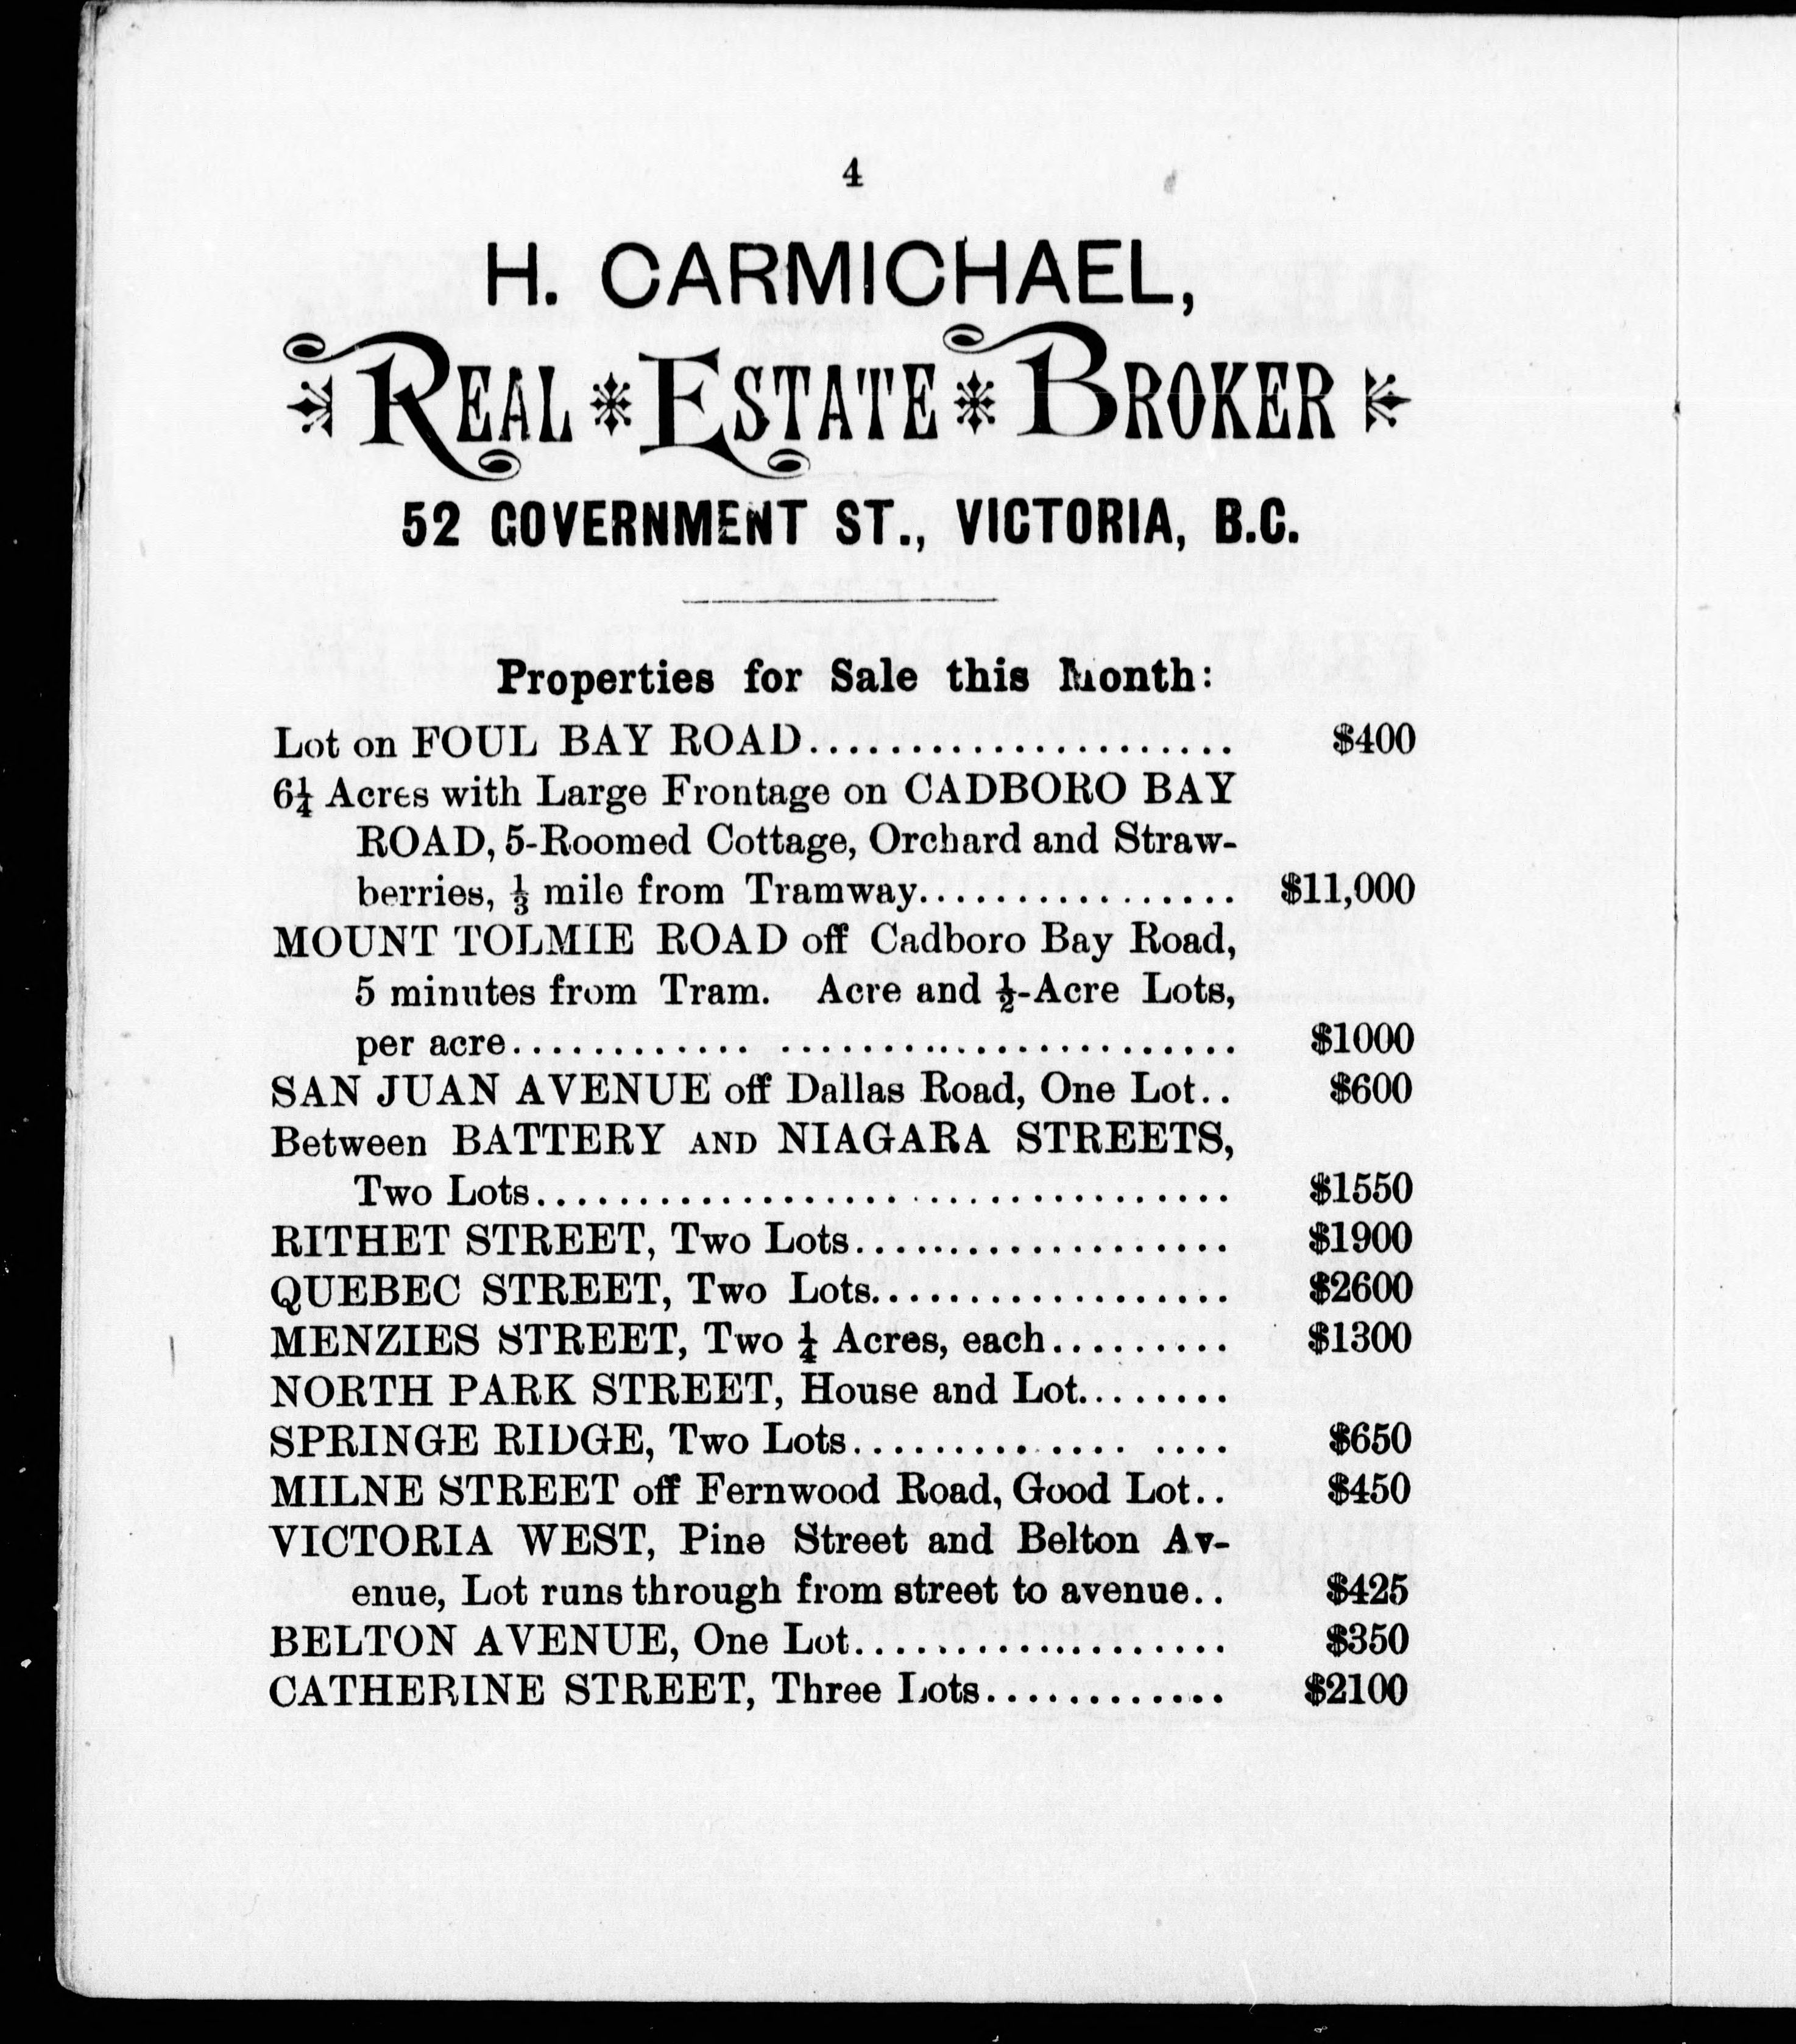 4
H. CARMICHAEL,
REAL ESTATE BROKER
52 GOVERNMENT ST., VICTORIA, B.C.
Properties for Sale this Month:
Lot on FOUL BAY ROAD...................... $400
6¼ Acres with Large Frontage on CADBORO BAY
ROAD, 5-Roomed Cottage, Orchard and Straw-
berries, ⅓ mile from Tramway................ $11,000
MOUNT TOLMIE ROAD off Cadboro Bay Road,
5 minutes from Tram. Acre and ½-Acre Lots,
per acre............ ....................... $1000
SAN JUAN AVENUE off Dallas Road, One Lot.. $600
Between BATTERY AND NIAGARA STREETS,
Two Lots................................... $1550
RITHET STREET, Two Lots................... $1900
QUEBEC STREET, Two Lots.................. $2600
MENZIES STREET, Two ¼ Acres, each......... $1300
NORTH PARK STREET, House and Lot........
SPRINGE RIDGE, Two Lots.............. .... $650
MILNE STREET off Fernwood Road, Good Lot.. $450
VICTORIA WEST, Pine Street and Belton Av-
enue, Lot runs through from street to avenue.. $425
BELTON AVENUE, One Lot................... $350
CATHERINE STREET, Three Lots............ $2100